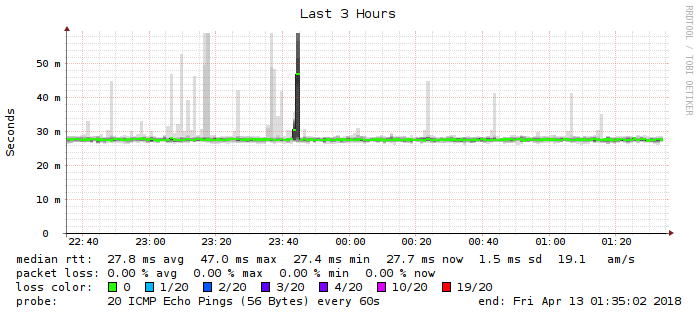 Last 3 Hours
RRDTOOL / TOBI OETIKER
Seconds
50 m
40 m
30 m
20 m
10 m
0
22:40 23:00 23:20 23:40 00:00 00:20 00:40 01:00 01:20
median rtt: 27.8 ms avg 47.0 ms max 27.4 ms min 27.7 ms now 1.5 ms sd 19.1 am/s
packet loss: 0.00 % avg 0.00 % max 0.00 % min 0.00 % now
loss color: 0 1/20 2/20 3/20 4/20 10/20 19/20
probe: 20 ICMP Echo Pings (56 Bytes) every 60s end: Fri Apr 13 01:35:02 2018